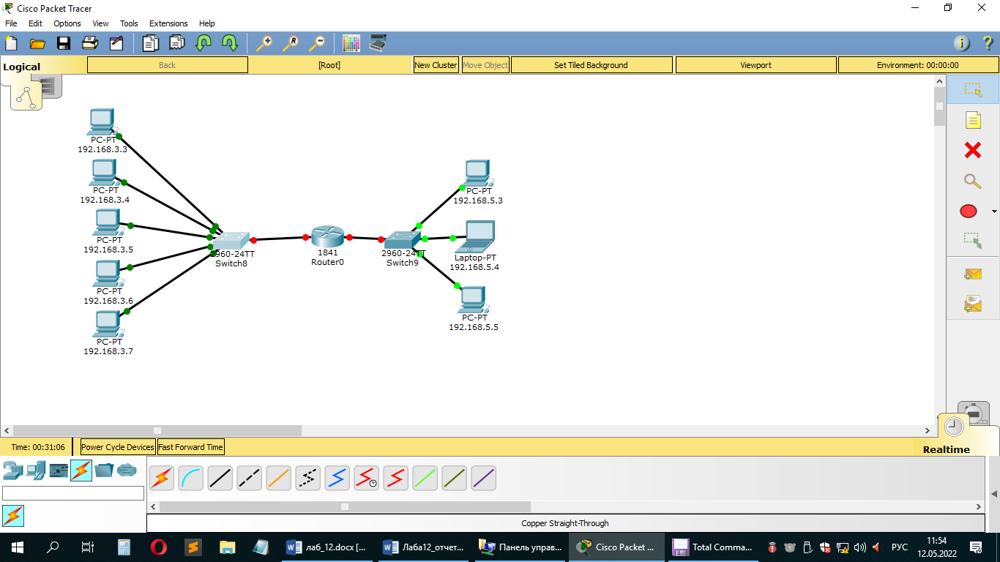 Cisco Packet Tracer
File Edit Options View Tools Extensions Help
Logical
Back
[Root]
New Cluster
Move Object
Set Tiled Background
Viewport
Environment: 00:00:00
PC-PT
192.168.3.3
PC-PT
192.168.3.4
PC-PT
192.168.3.5
PC-PT
192.168.3.6
PC-PT
192.168.3.7
2960-24TT
Switch8
1841
Router0
2960-24TT
Switch9
PC-PT
192.168.5.3
Laptop-PT
192.168.5.4
PC-PT
192.168.5.5
Time: 00:31:06
Power Cycle Devices
Fast Forward Time
Realtime
Copper Straight-Through
лаб_12.docx [...
Лаба12_отчет...
Панель управ...
Cisco Packet ...
Total Comma...
РУС
11:54
12.05.2022